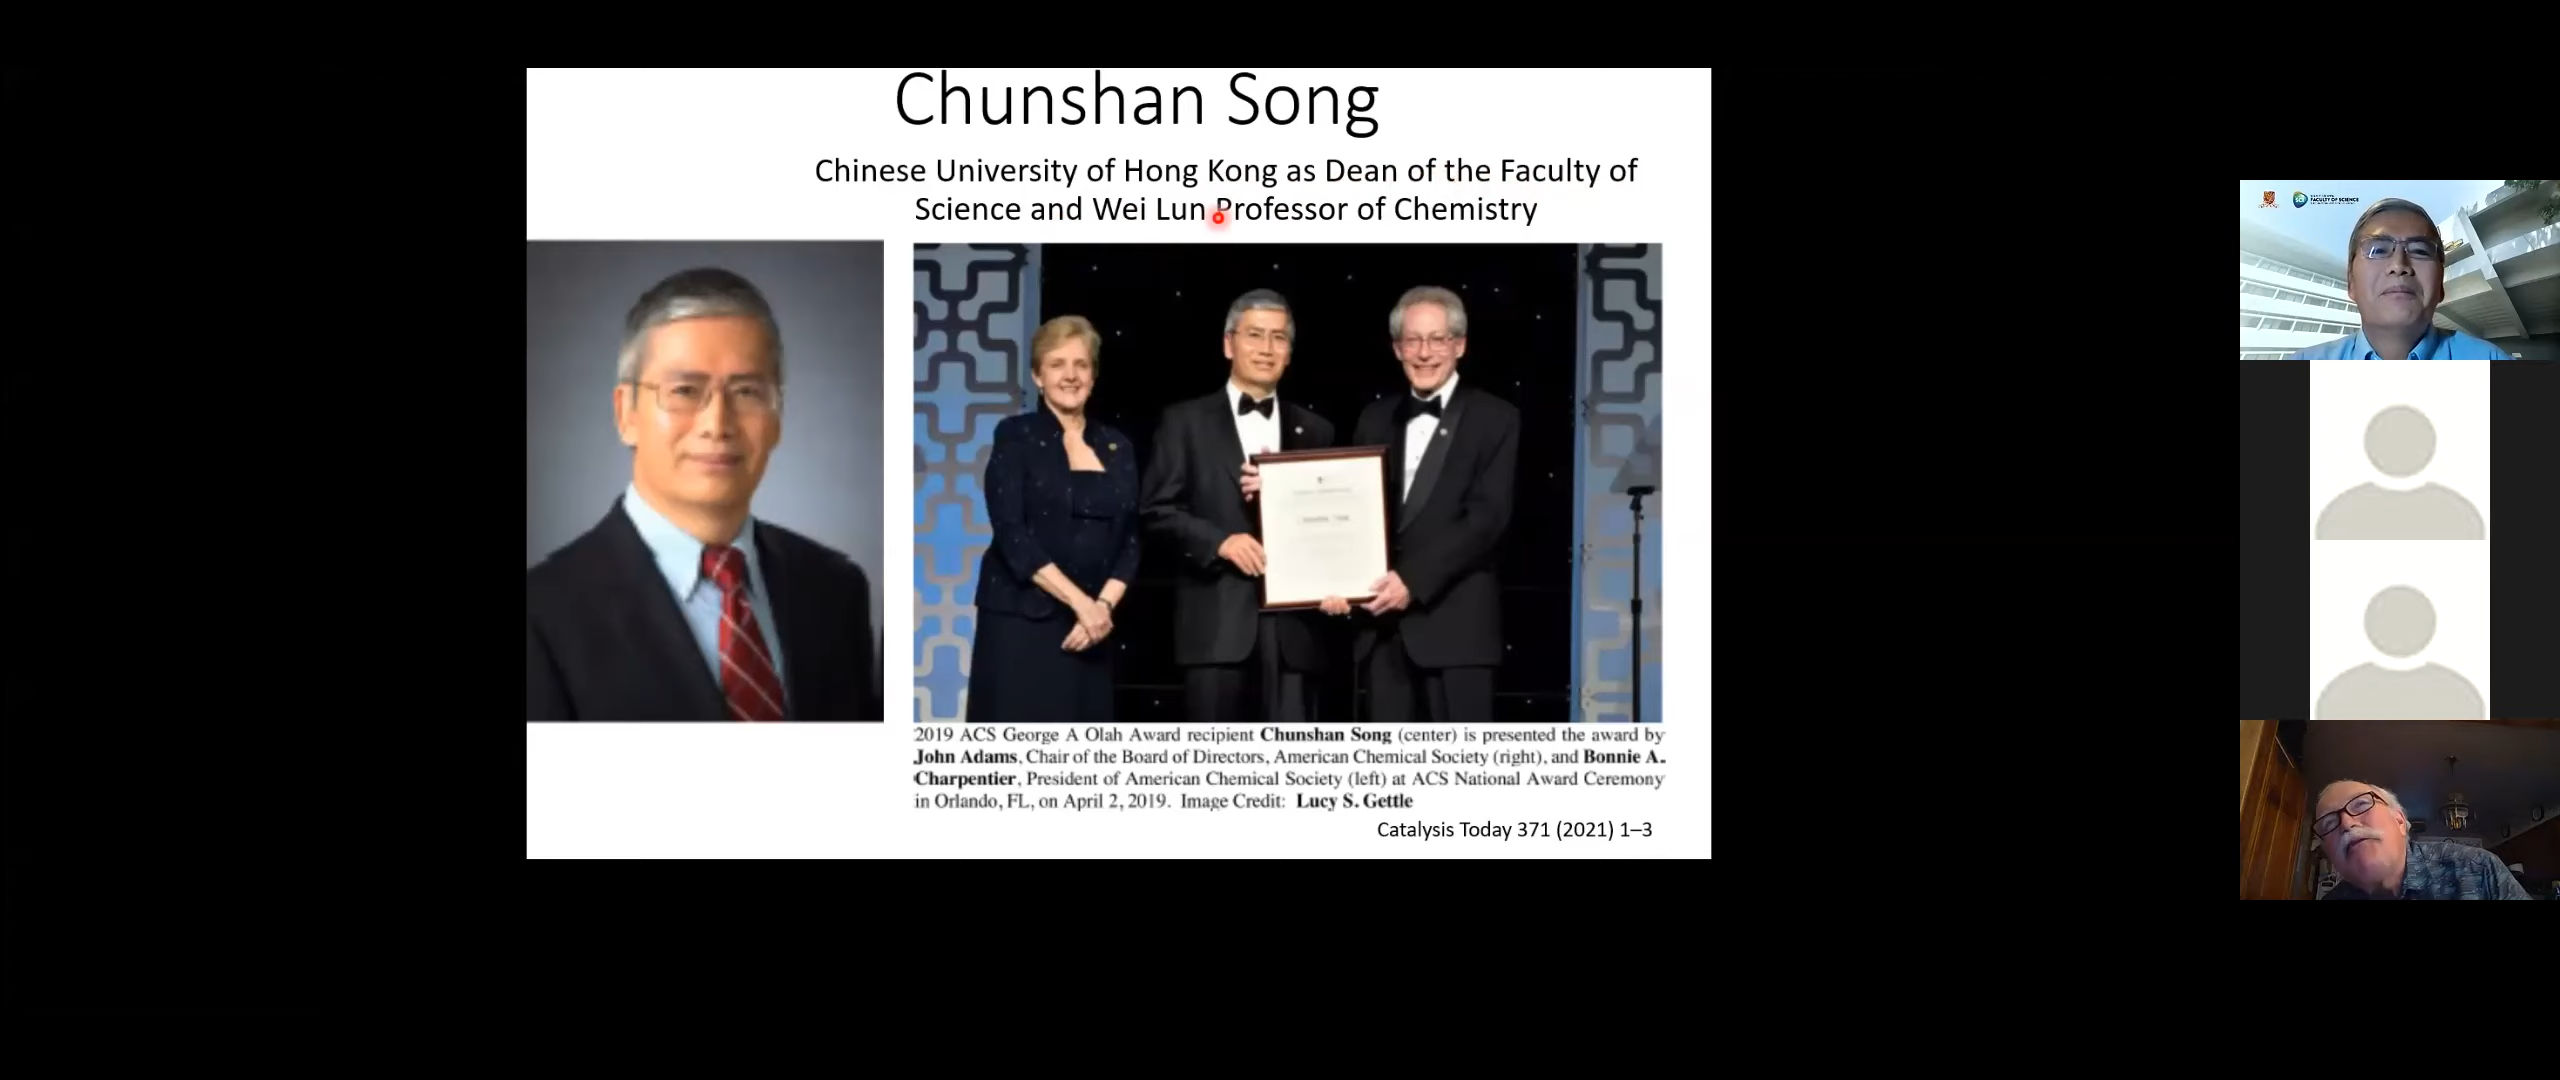 Chunshan Song
Chinese University of Hong Kong as Dean of the Faculty of
Science and Wei Lun Professor of Chemistry
2019 ACS George A Olah Award recipient Chunshan Song (center) is presented the award by
John Adams, Chair of the Board of Directors, American Chemical Society (right), and Bonnie A.
Charpentier, President of American Chemical Society (left) at ACS National Award Ceremony
in Orlando, FL, on April 2, 2019. Image Credit: Lucy S. Gettle
Catalysis Today 371 (2021) 1–3
FACULTY OF SCIENCE